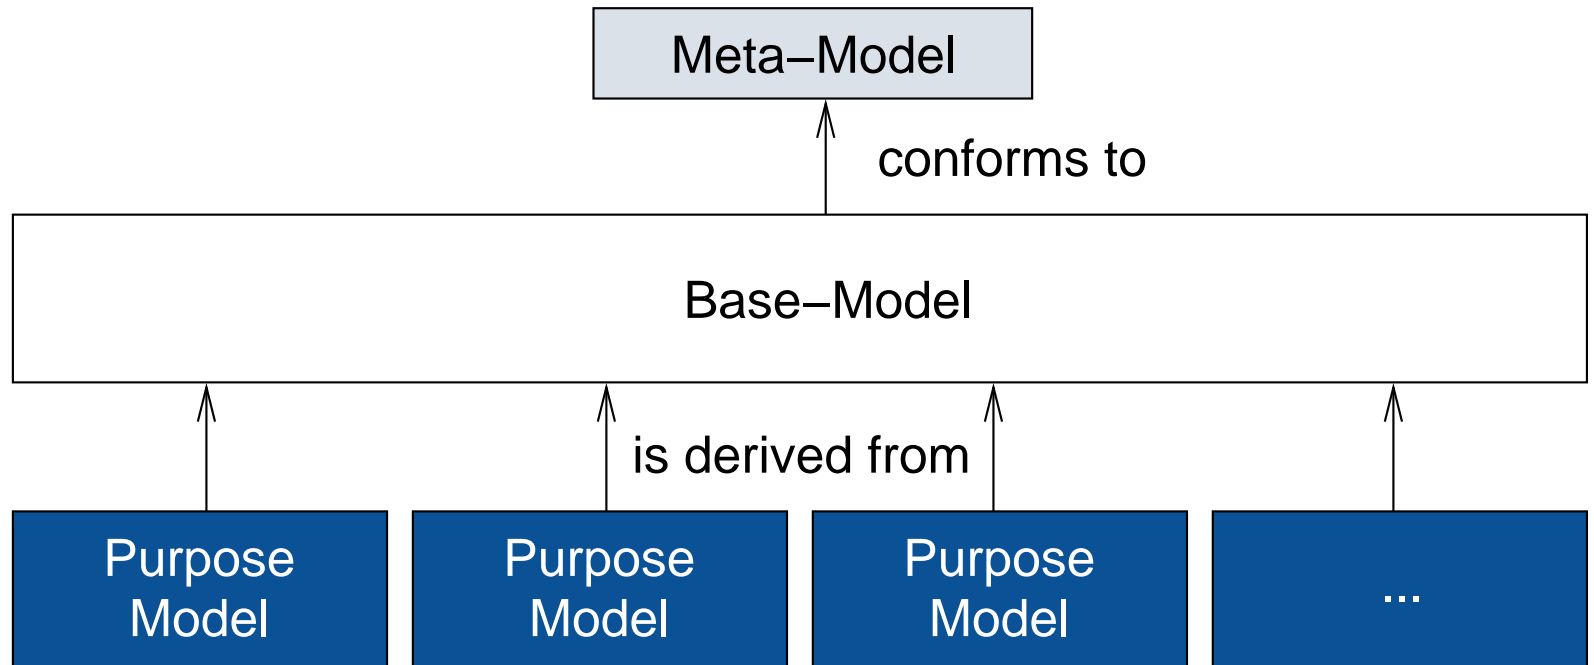 Meta–Model
conforms to
Base–Model
is derived from
Purpose
Model
Purpose
Model
Purpose
Model
...